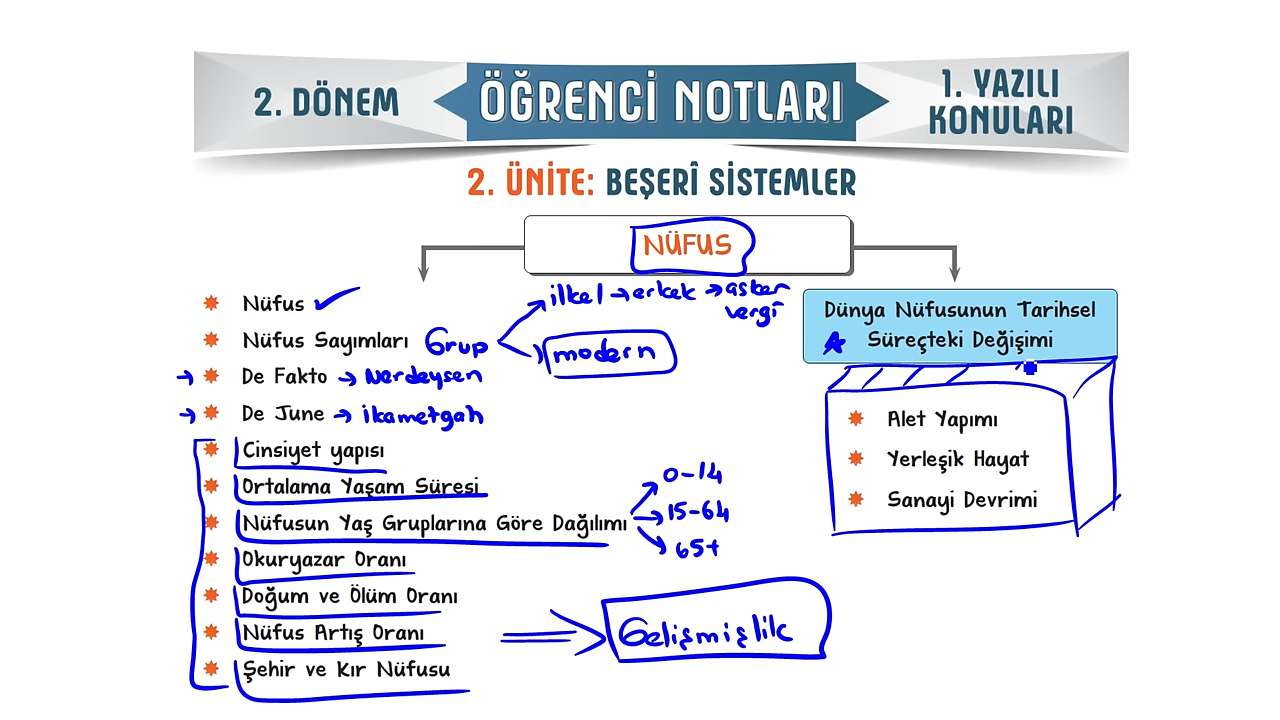 2. DÖNEM
ÖĞRENCİ NOTLARI
1. YAZILI
KONULARI
2. ÜNİTE: BEŞERÎ SİSTEMLER
NÜFUS
Nüfus
Nüfus Sayımları Grup
ilkel → erkek → asker
vergi
modern
→ De Fakto → Nerdeysen
→ De June → ikametgah
Cinsiyet yapısı
Ortalama Yaşam Süresi
Nüfusun Yaş Gruplarına Göre Dağılımı
0-14
15-64
65+
Okuryazar Oranı
Doğum ve Ölüm Oranı
Nüfus Artış Oranı
Şehir ve Kır Nüfusu
Gelişmişlik
Dünya Nüfusunun Tarihsel
Süreçteki Değişimi
Alet Yapımı
Yerleşik Hayat
Sanayi Devrimi